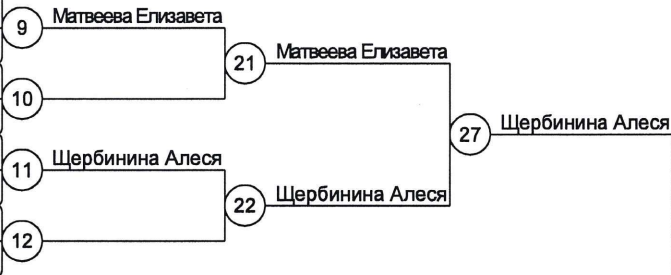 9 Матвеева Елизавета
21 Матвеева Елизавета
10
27 Щербинина Алеся
11 Щербинина Алеся
22 Щербинина Алеся
12